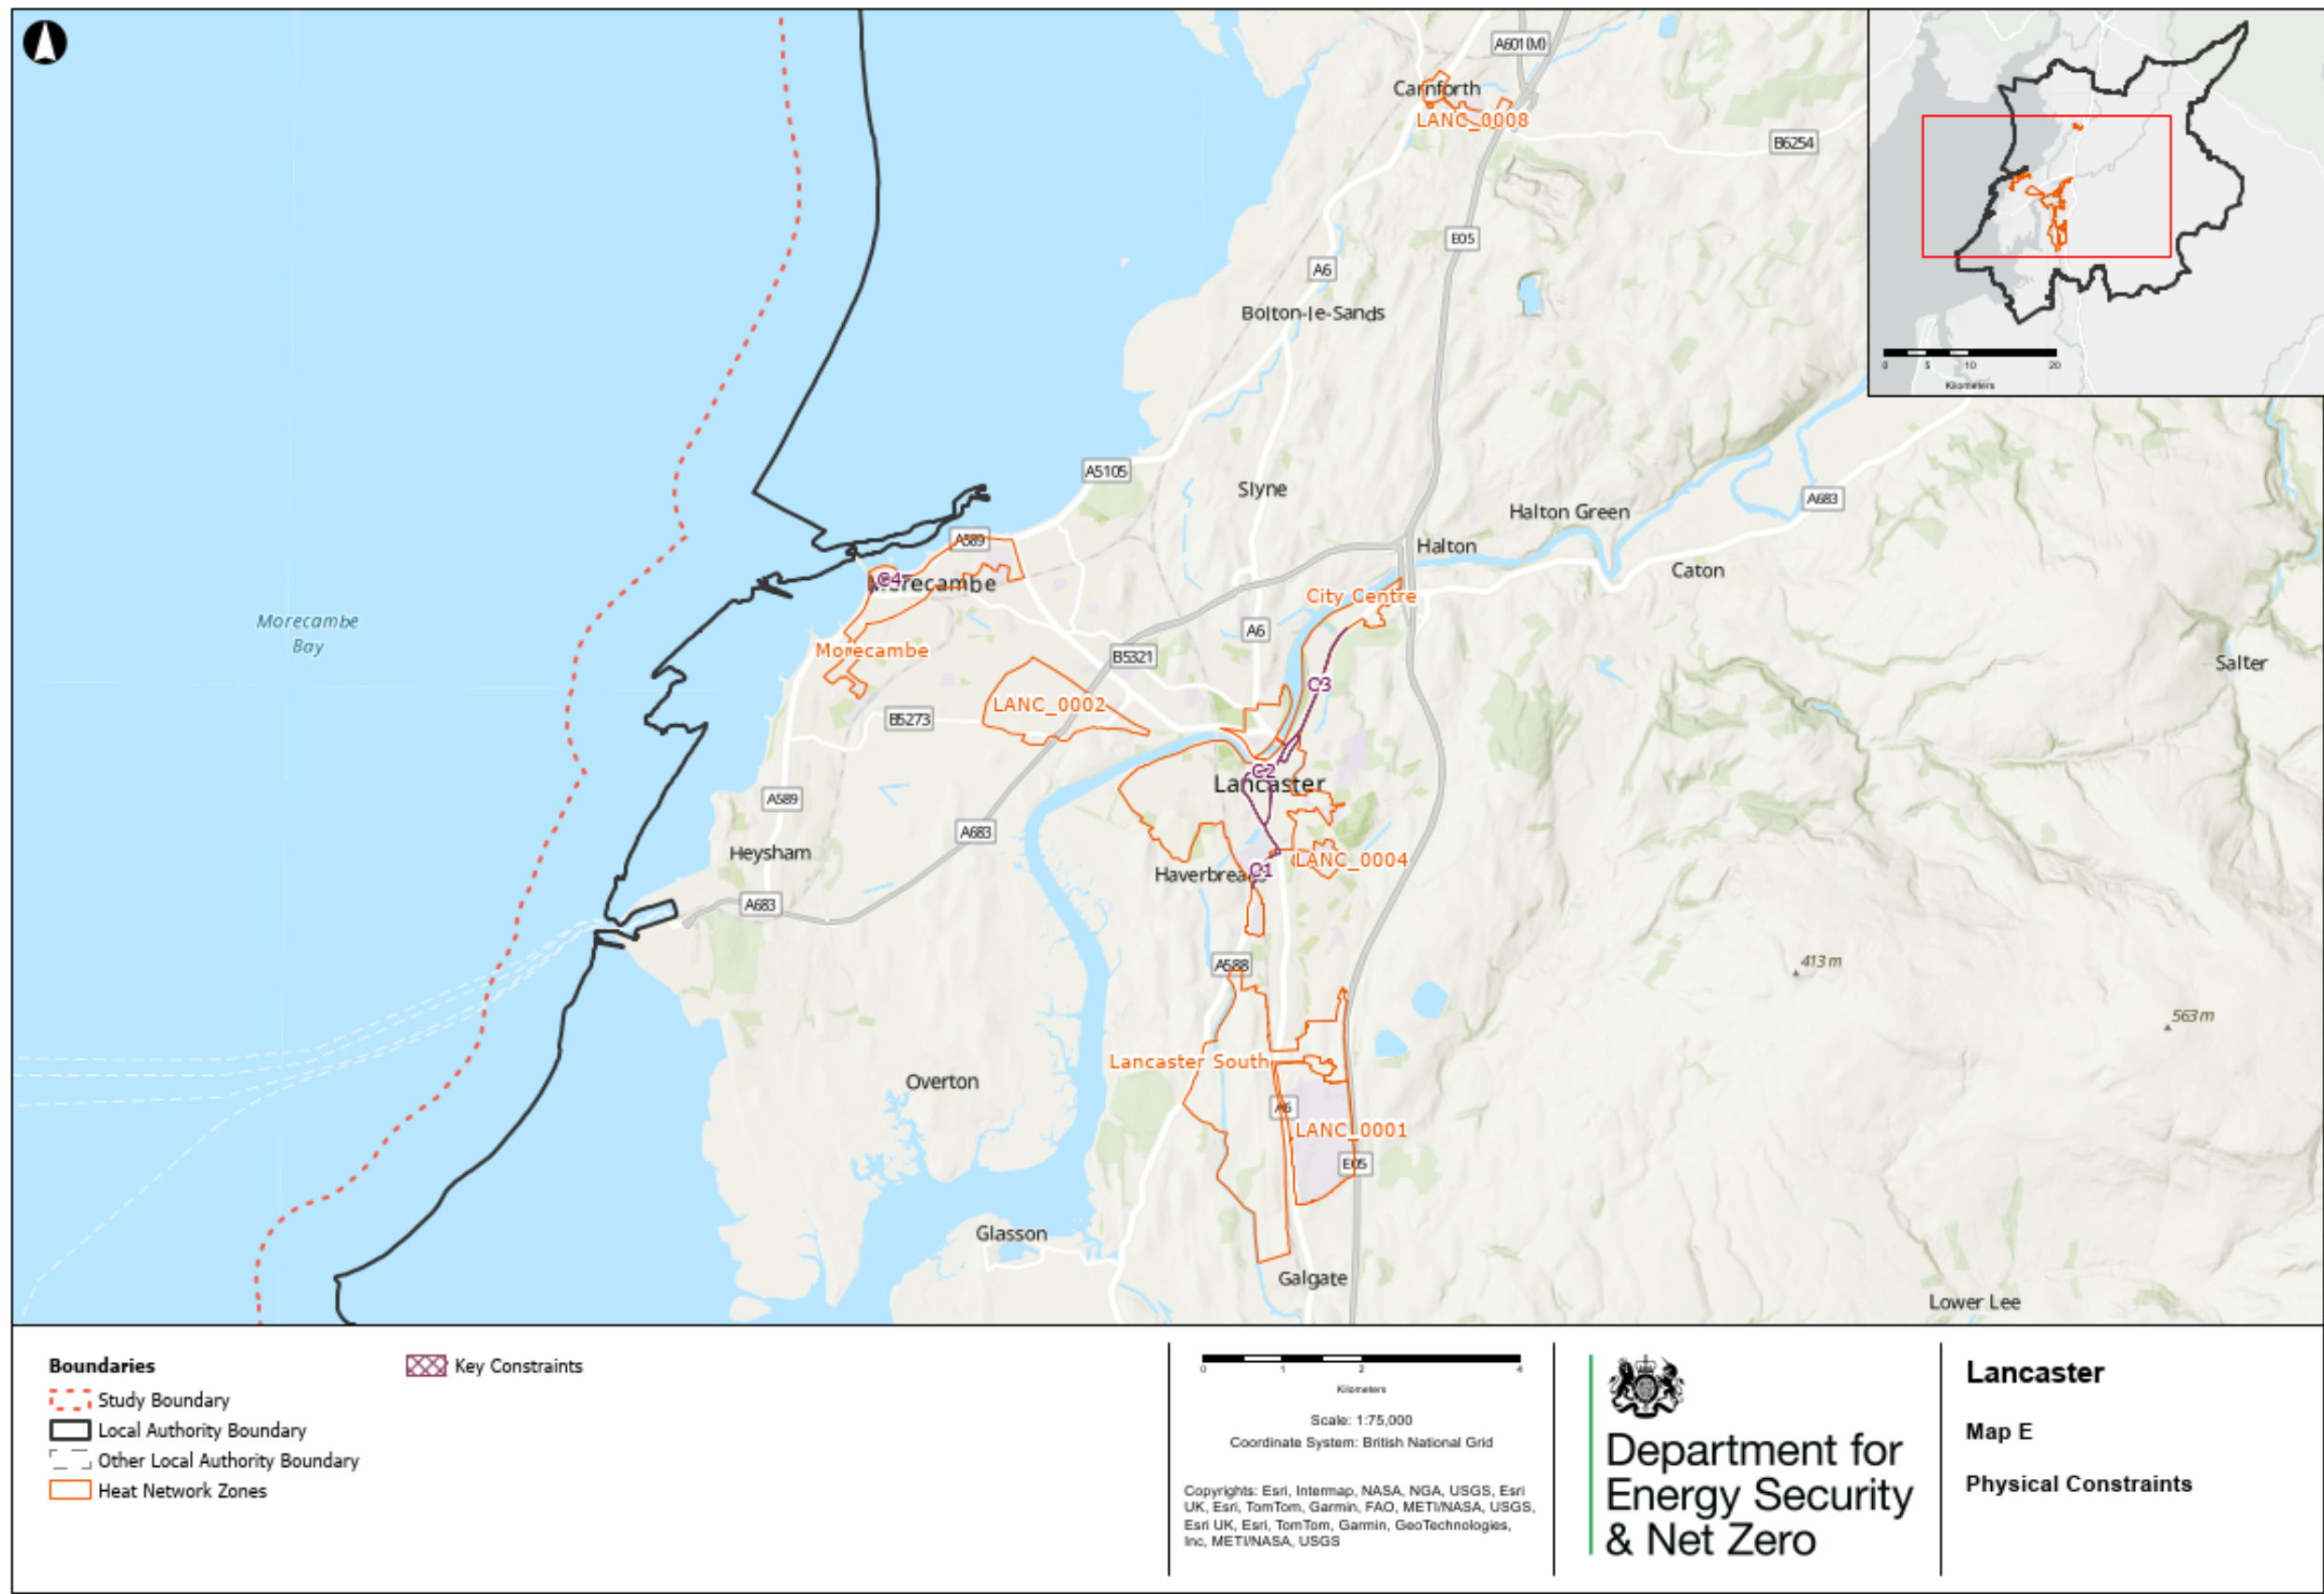 A601(M)
Carnforth
LANC_0008
B6254
E05
A6
Bolton-le-Sands
0 5 10 20
Kilometers
A5105
Slyne
A683
Halton Green
A589
Halton
Caton
C4
Morecambe
City Centre
Morecambe
Bay
A6
Morecambe
B5321
Salter
C3
LANC_0002
B5273
C2
Lancaster
A589
A683
Heysham
LANC_0004
C1
Haverbreaks
A683
A588
413 m
563 m
Lancaster South
Overton
A6
LANC_0001
E05
Glasson
Galgate
Lower Lee
Boundaries
Study Boundary
Local Authority Boundary
Other Local Authority Boundary
Heat Network Zones
Key Constraints
0 1 2 4
Kilometers
Scale: 1:75,000
Coordinate System: British National Grid
Copyrights: Esri, Intermap, NASA, NGA, USGS, Esri
UK, Esri, TomTom, Garmin, FAO, METI/NASA, USGS,
Esri UK, Esri, TomTom, Garmin, GeoTechnologies,
Inc, METI/NASA, USGS
Department for
Energy Security
& Net Zero
Lancaster
Map E
Physical Constraints